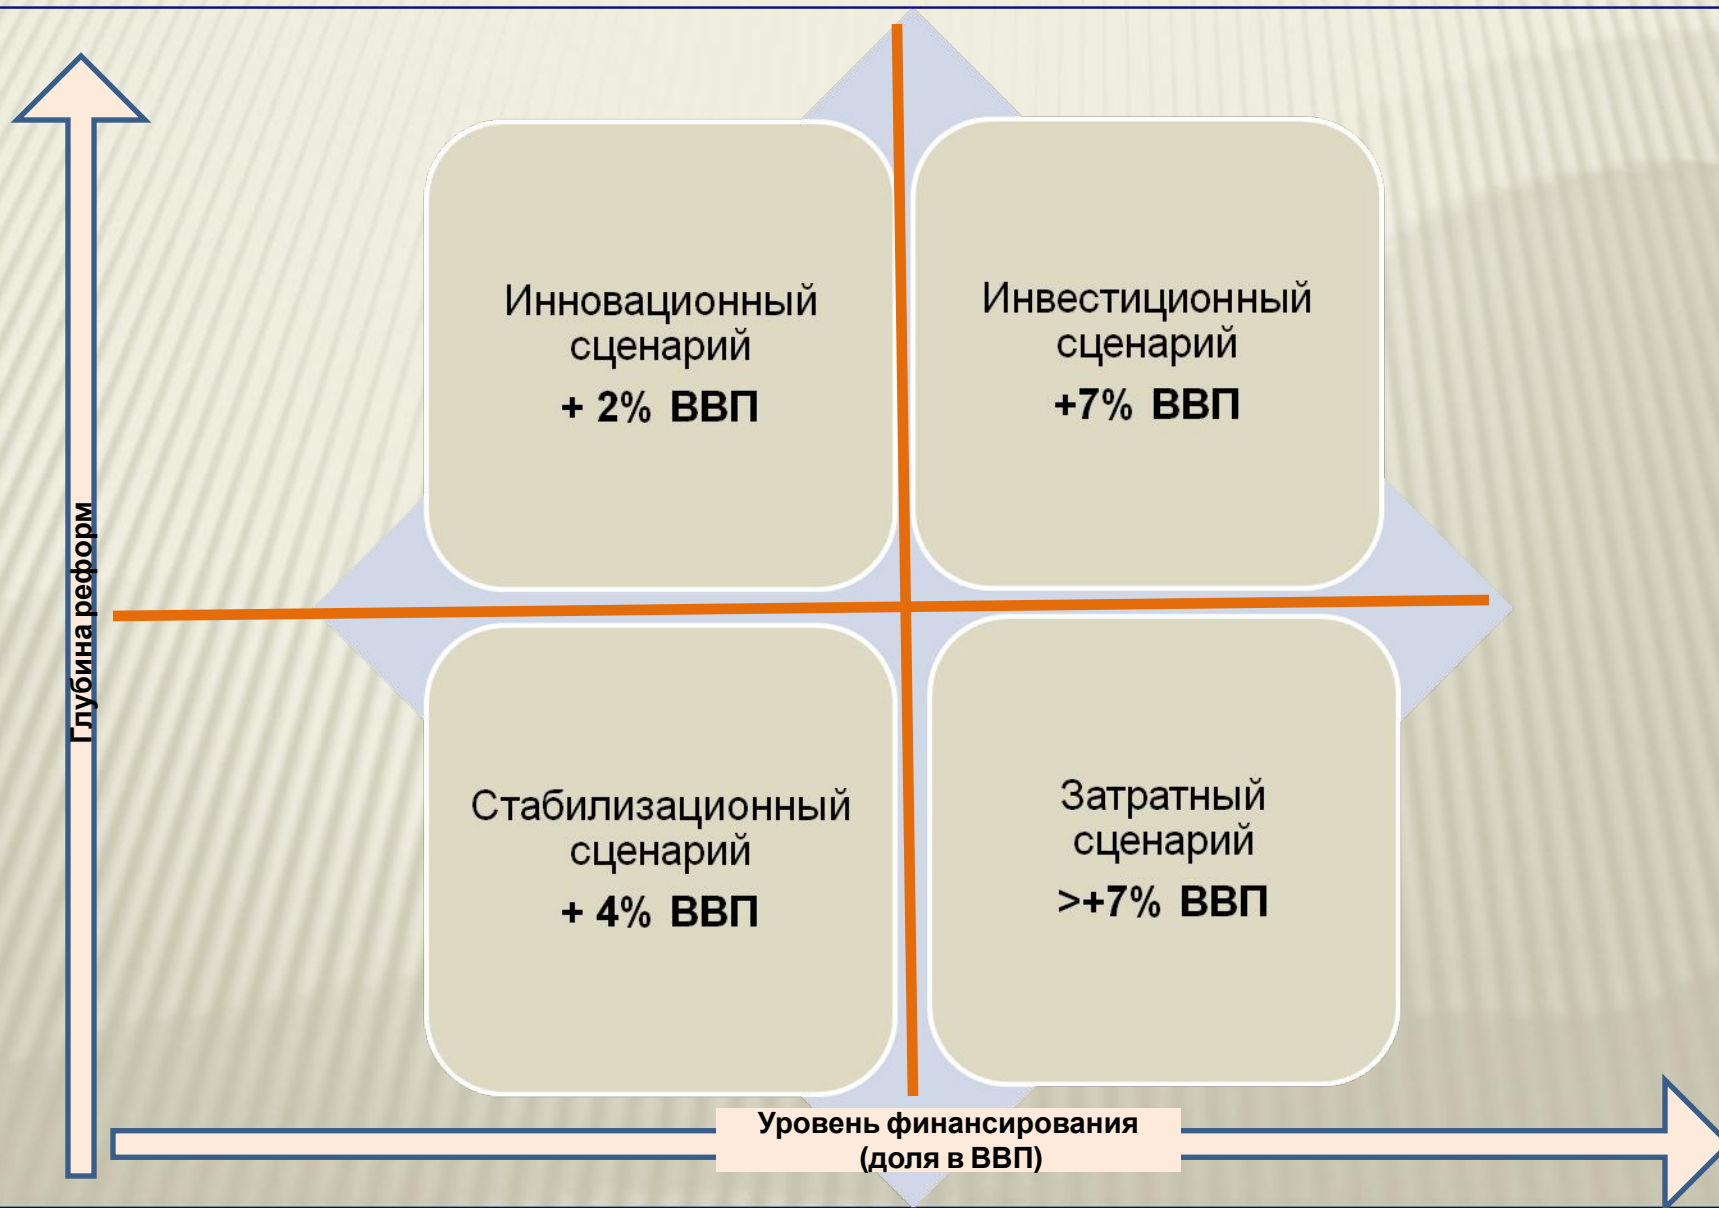 Инновационный
сценарий
+ 2% ВВП
Инвестиционный
сценарий
+7% ВВП
Глубина реформ
Стабилизационный
сценарий
+ 4% ВВП
Затратный
сценарий
>+7% ВВП
Уровень финансирования
(доля в ВВП)